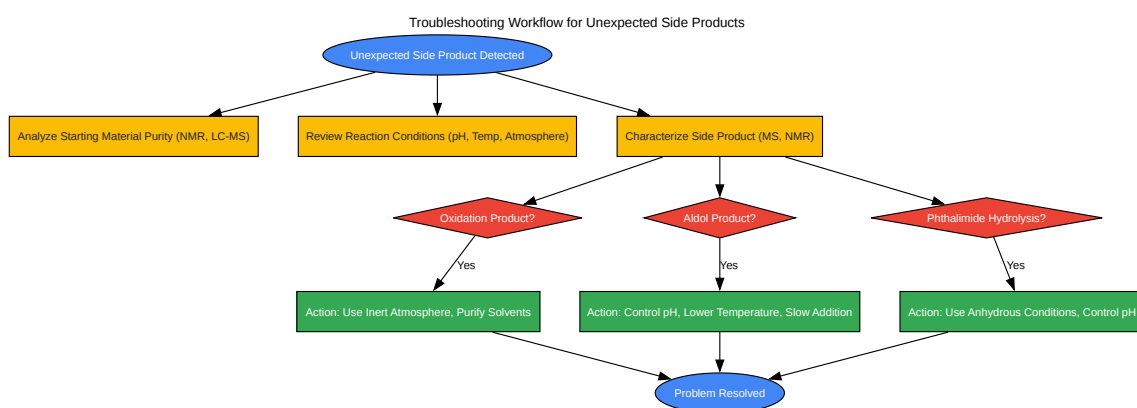 Troubleshooting Workflow for Unexpected Side Products
Unexpected Side Product Detected
Analyze Starting Material Purity (NMR, LC-MS)
Review Reaction Conditions (pH, Temp, Atmosphere)
Characterize Side Product (MS, NMR)
Oxidation Product?
Aldol Product?
Phthalimide Hydrolysis?
Yes
Yes
Yes
Action: Use Inert Atmosphere, Purify Solvents
Action: Control pH, Lower Temperature, Slow Addition
Action: Use Anhydrous Conditions, Control pH
Problem Resolved